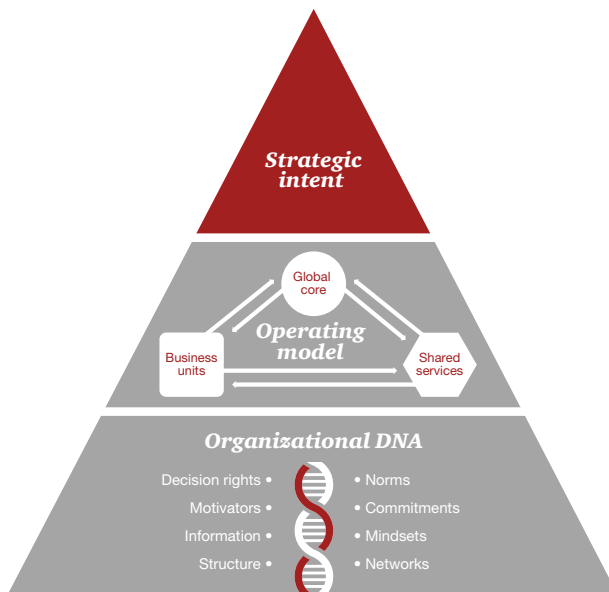 Strategic
intent
Global
core
Operating
model
Business
units
Shared
services
Organizational DNA
Decision rights •
• Norms
Motivators •
• Commitments
Information •
• Mindsets
Structure •
• Networks